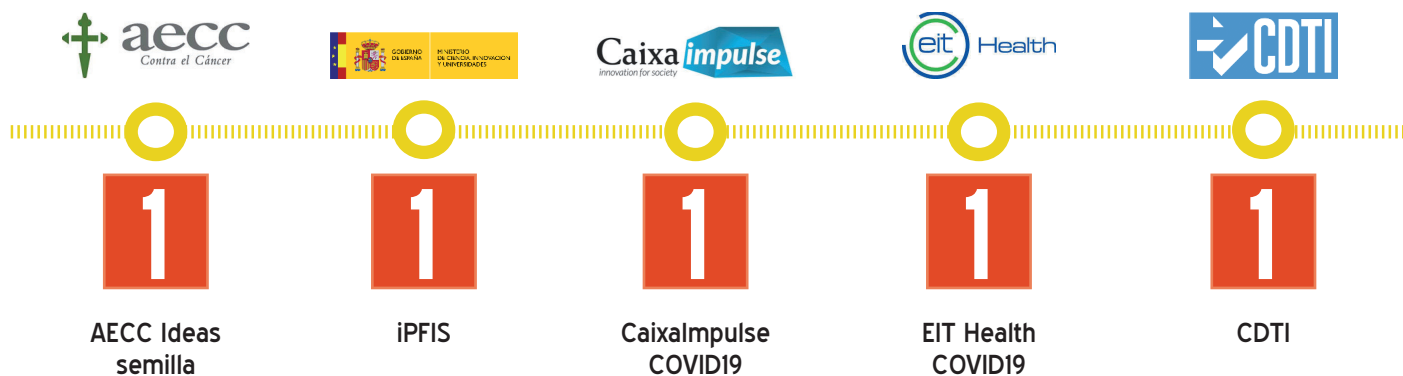 aecc
Contra el Cáncer
GOBIERNO
DE ESPAÑA
MINISTERIO
DE CIENCIA, INNOVACIÓN
Y UNIVERSIDADES
Caixa impulse
innovation for society
eit Health
CDTI
1 1 1 1 1
AECC Ideas
semilla
iPFIS
CaixaImpulse
COVID19
EIT Health
COVID19
CDTI